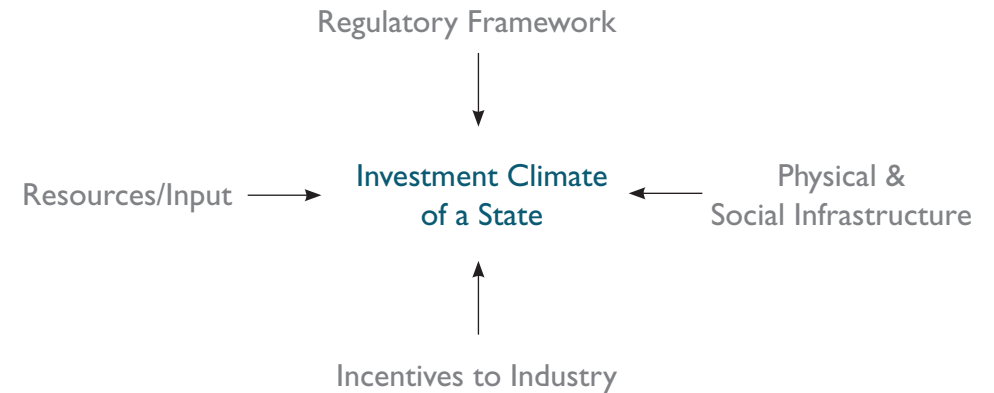 Regulatory Framework
Resources/Input
Investment Climate
of a State
Physical &
Social Infrastructure
Incentives to Industry